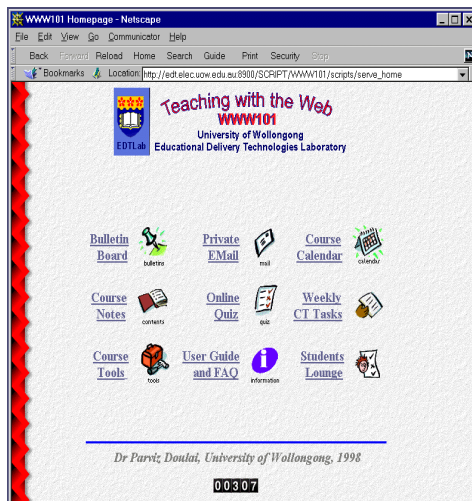 WWW101 Homepage - Netscape
File Edit View Go Communicator Help
Back Forward Reload Home Search Guide Print Security Stop
Bookmarks Location: http://edt.elec.uow.edu.au:8900/SCRIPT/WWW101/scripts/serve_home
Teaching with the Web
WWW101
EDTLab
University of Wollongong
Educational Delivery Technologies Laboratory
Bulletin Board
bulletins
Private EMail
mail
Course Calendar
calendar
Course Notes
contents
Online Quiz
quiz
Weekly CT Tasks
Course Tools
tools
User Guide and FAQ
information
Students Lounge
Dr Parviz Doulai, University of Wollongong, 1998
00307